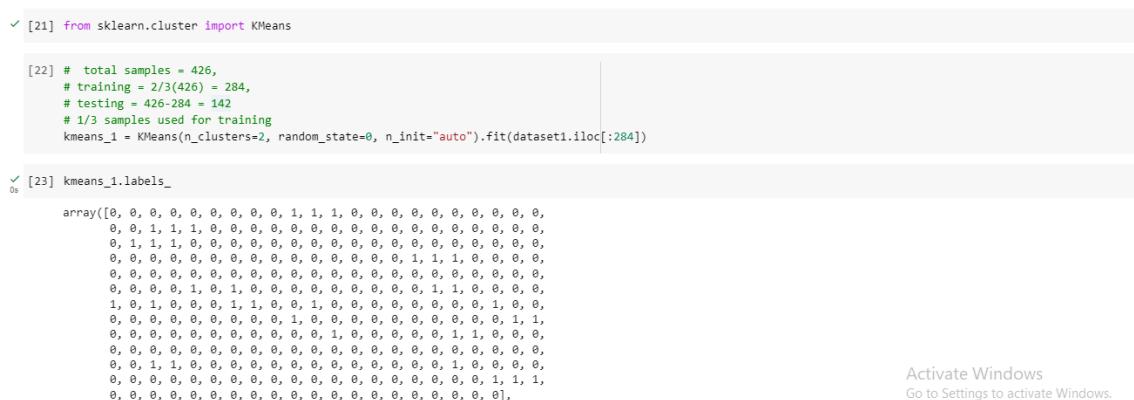 [21] from sklearn.cluster import KMeans
[22] #  total samples = 426,
# training = 2/3(426) = 284,
# testing = 426-284 = 142
# 1/3 samples used for training
kmeans_1 = KMeans(n_clusters=2, random_state=0, n_init="auto").fit(dataset1.iloc[:284])
0s
[23] kmeans_1.labels_
array([0, 0, 0, 0, 0, 0, 0, 0, 0, 1, 1, 1, 0, 0, 0, 0, 0, 0, 0, 0, 0, 0,
0, 0, 1, 1, 1, 0, 0, 0, 0, 0, 0, 0, 0, 0, 0, 0, 0, 0, 0, 0, 0, 0,
0, 1, 1, 1, 0, 0, 0, 0, 0, 0, 0, 0, 0, 0, 0, 0, 0, 0, 0, 0, 0, 0,
0, 0, 0, 0, 0, 0, 0, 0, 0, 0, 0, 0, 0, 0, 0, 1, 1, 1, 0, 0, 0, 0,
0, 0, 0, 0, 0, 0, 0, 0, 0, 0, 0, 0, 0, 0, 0, 0, 0, 0, 0, 0, 0, 0,
0, 0, 0, 0, 1, 0, 1, 0, 0, 0, 0, 0, 0, 0, 0, 0, 1, 1, 0, 0, 0, 0,
1, 0, 1, 0, 0, 0, 1, 1, 0, 0, 1, 0, 0, 0, 0, 0, 0, 0, 0, 1, 0, 0,
0, 0, 0, 0, 0, 0, 0, 0, 0, 1, 0, 0, 0, 0, 0, 0, 0, 0, 0, 0, 1, 1,
0, 0, 0, 0, 0, 0, 0, 0, 0, 0, 0, 1, 0, 0, 0, 0, 0, 1, 1, 0, 0, 0,
0, 0, 0, 0, 0, 0, 0, 0, 0, 0, 0, 0, 0, 0, 0, 0, 0, 0, 0, 0, 0, 0,
0, 0, 1, 1, 0, 0, 0, 0, 0, 0, 0, 0, 0, 0, 0, 0, 0, 1, 0, 0, 0, 0,
0, 0, 0, 0, 0, 0, 0, 0, 0, 0, 0, 0, 0, 0, 0, 0, 0, 0, 0, 1, 1, 1,
0, 0, 0, 0, 0, 0, 0, 0, 0, 0, 0, 0, 0, 0, 0, 0, 0, 0, 0, 0],
Activate Windows
Go to Settings to activate Windows.